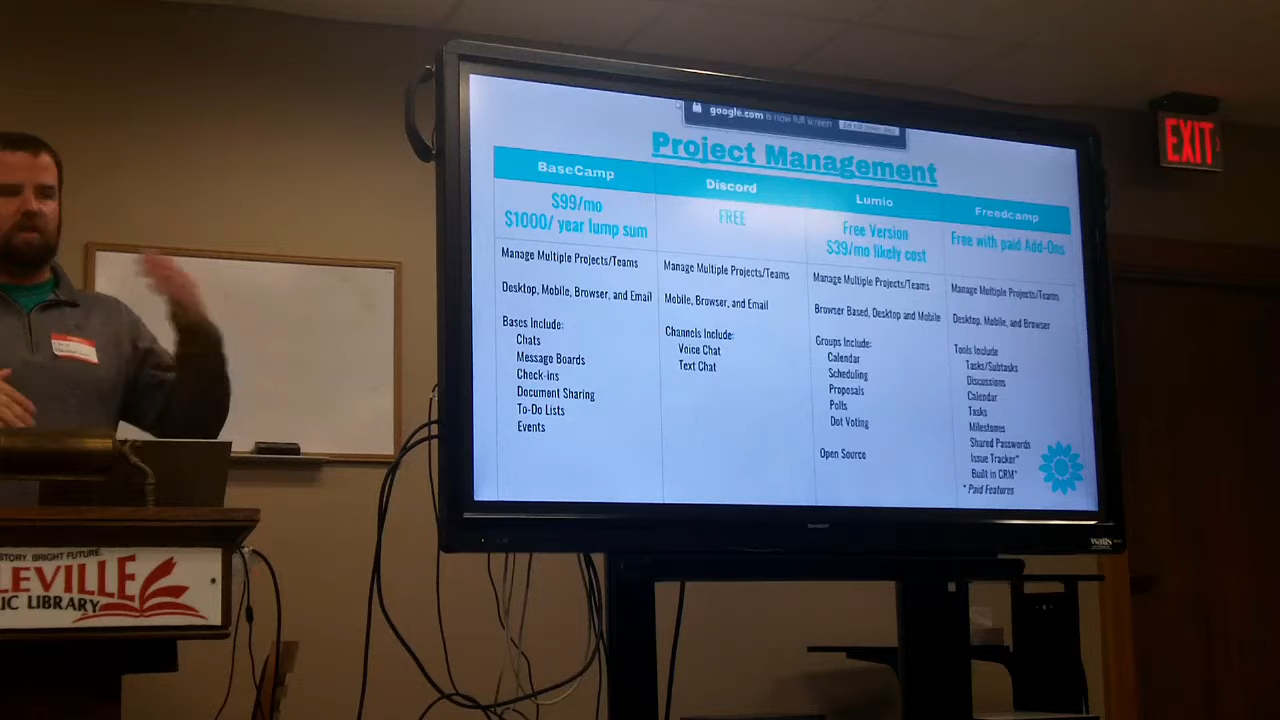 google.com is now full screen
Project Management
BaseCamp
$99/mo
$1000/ year lump sum
Manage Multiple Projects/Teams
Desktop, Mobile, Browser, and Email
Bases Include:
Chats
Message Boards
Check-ins
Document Sharing
To-Do Lists
Events
Discord
FREE
Manage Multiple Projects/Teams
Mobile, Browser, and Email
Channels Include:
Voice Chat
Text Chat
Lumio
Free Version
$39/mo likely cost
Manage Multiple Projects/Teams
Browser Based, Desktop and Mobile
Groups Include:
Calendar
Scheduling
Proposals
Polls
Dot Voting
Open Source
Freedcamp
Free with paid Add-Ons
Manage Multiple Projects/Teams
Desktop, Mobile, and Browser
Tools Include
Tasks/Subtasks
Discussions
Calendar
Tasks
Milestones
Shared Passwords
Issue Tracker*
Built in CRM*
* Paid Features
EXIT
SHARP
STORY. BRIGHT FUTURE.
LEVILLE
IC LIBRARY